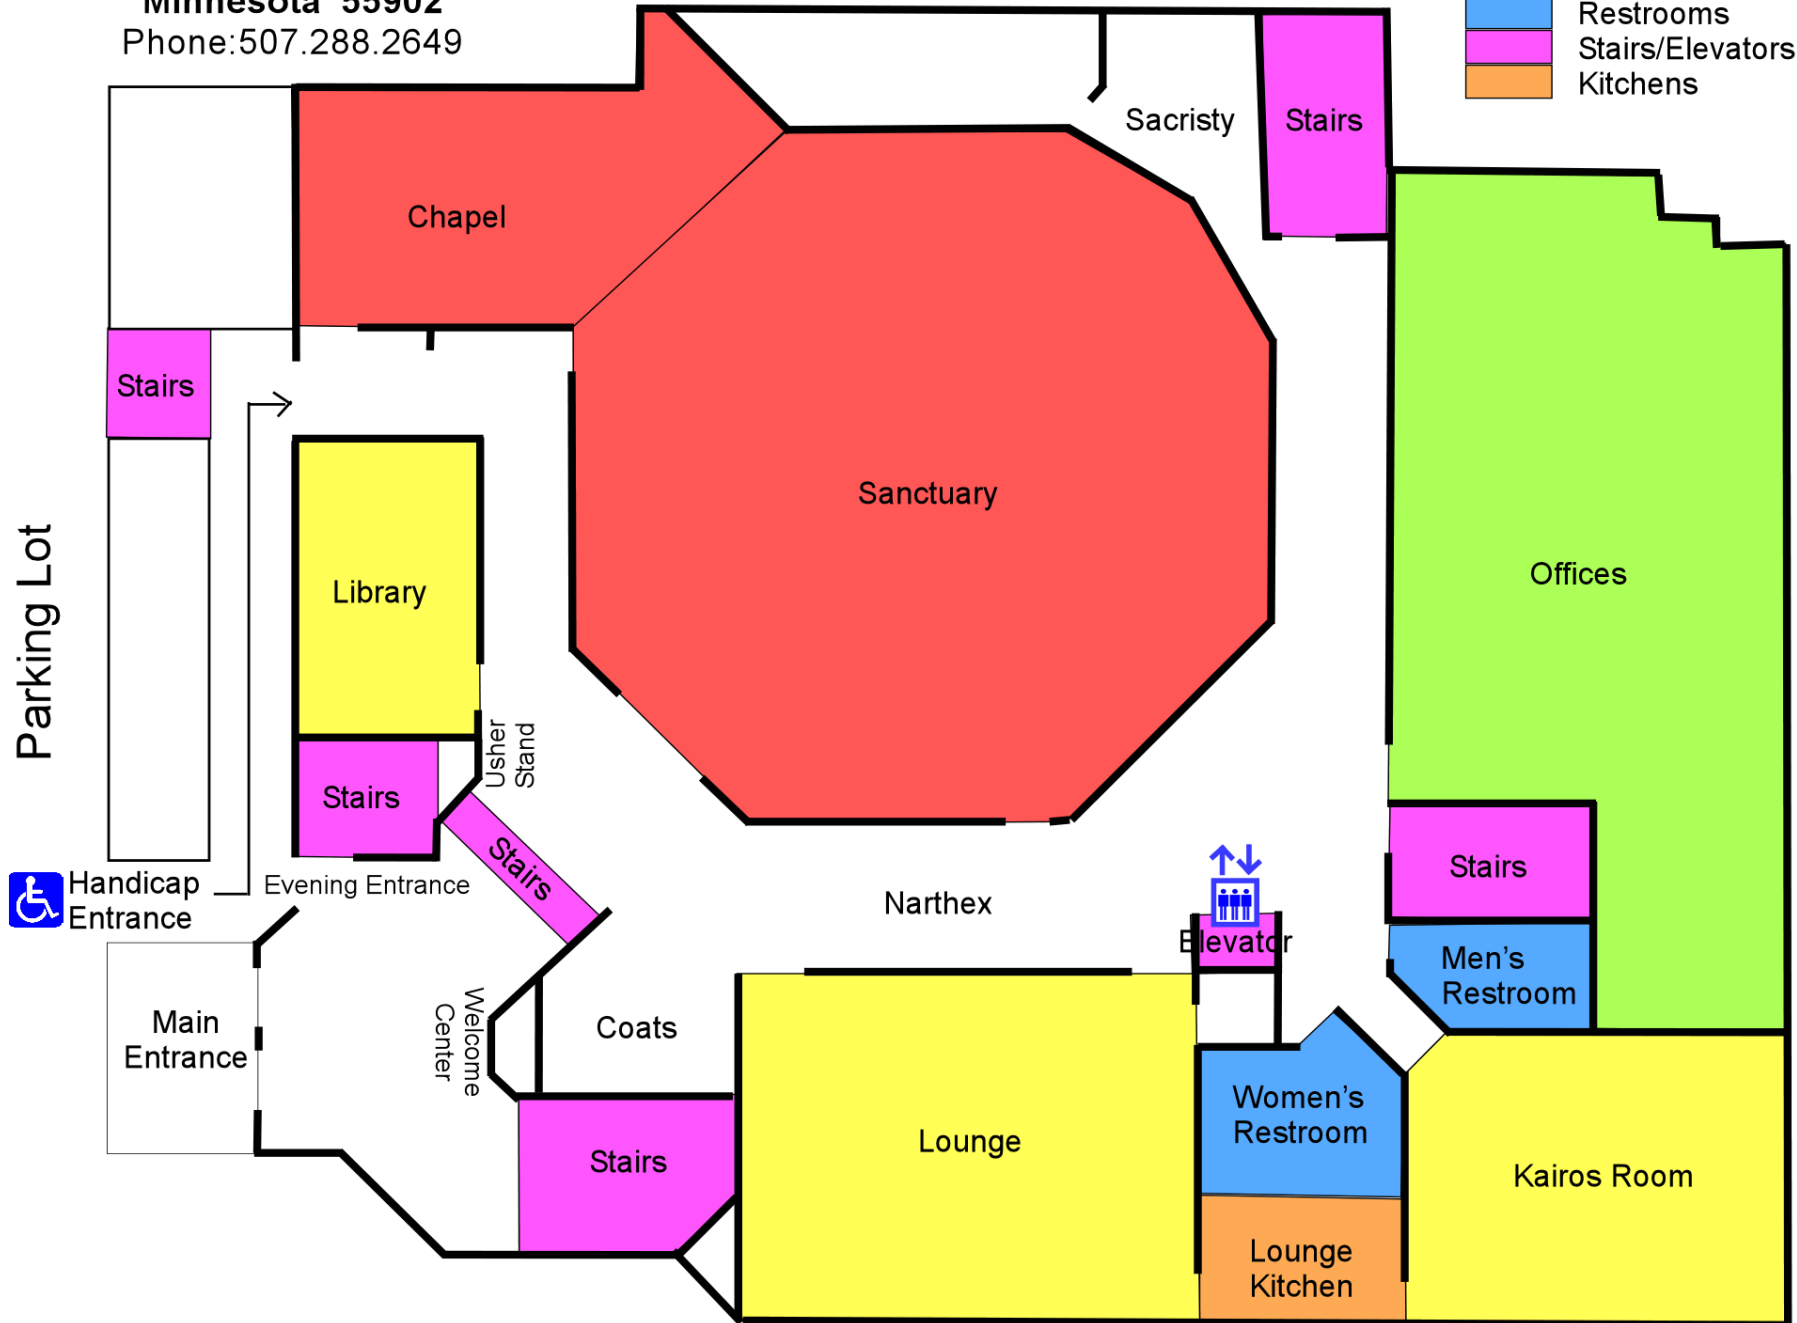 Minnesota 55902
Phone:507.288.2649
Restrooms
Stairs/Elevators
Kitchens
Sacristy
Stairs
Chapel
Stairs
Sanctuary
Offices
Library
Parking Lot
Usher
Stand
Stairs
Stairs
Stairs
Handicap
Entrance
Evening Entrance
Narthex
Elevator
Men's
Restroom
Main
Entrance
Welcome
Center
Coats
Women's
Restroom
Lounge
Stairs
Kairos Room
Lounge
Kitchen